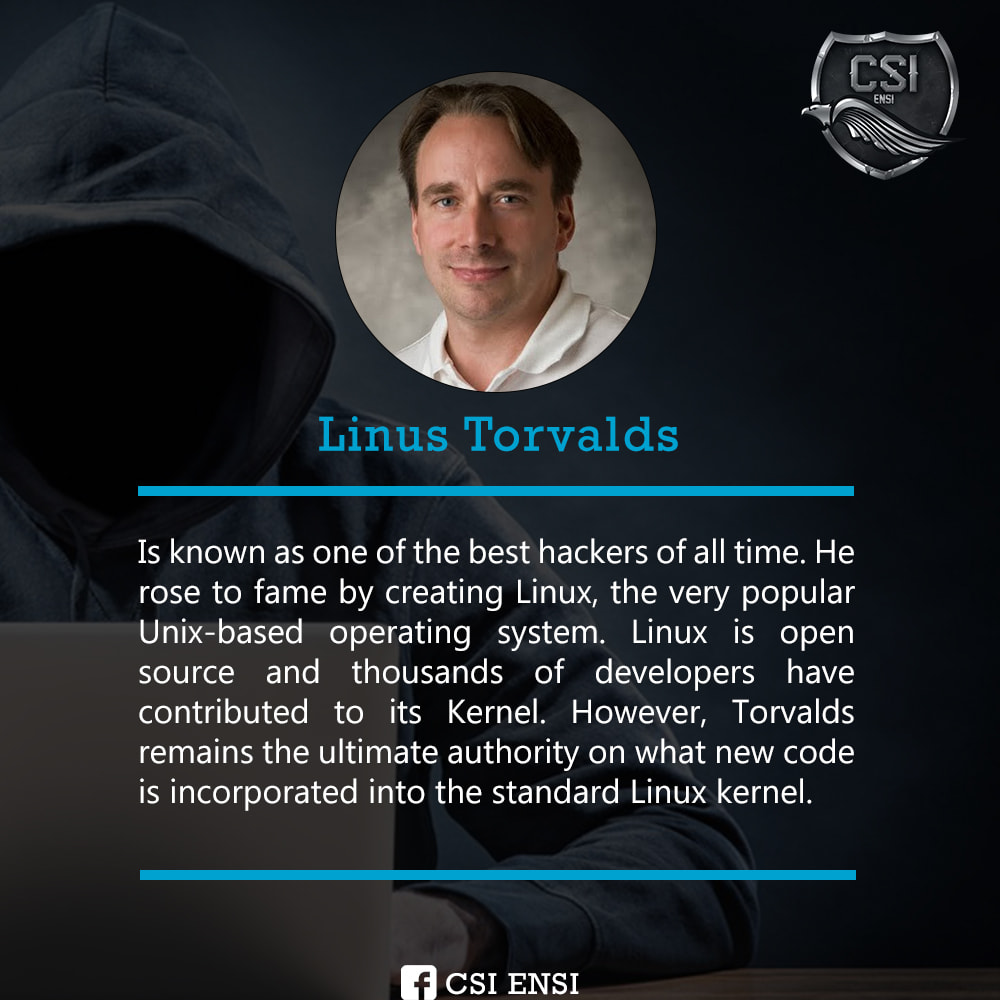 CSI
ENSI
Linus Torvalds
Is known as one of the best hackers of all time. He
rose to fame by creating Linux, the very popular
Unix-based operating system. Linux is open
source and thousands of developers have
contributed to its Kernel. However, Torvalds
remains the ultimate authority on what new code
is incorporated into the standard Linux kernel.
f CSI ENSI